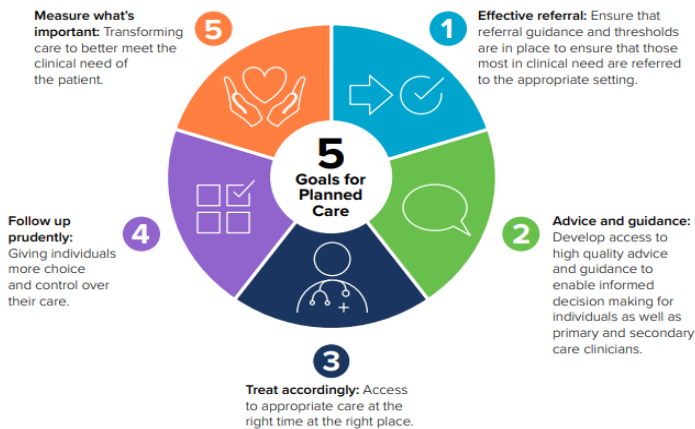 Measure what's
important: Transforming
care to better meet the
clinical need of
the patient.
5
1
Effective referral: Ensure that
referral guidance and thresholds
are in place to ensure that those
most in clinical need are referred
to the appropriate setting.
5
Goals for
Planned
Care
Follow up
prudently:
Giving individuals
more choice
and control over
their care.
4
2
Advice and guidance:
Develop access to
high quality advice
and guidance to
enable informed
decision making for
individuals as well as
primary and secondary
care clinicians.
3
Treat accordingly: Access
to appropriate care at the
right time at the right place.